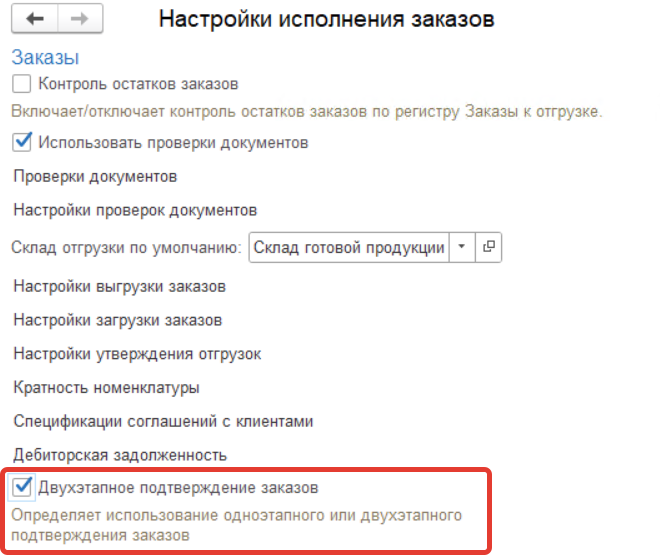 Настройки исполнения заказов
Заказы
Контроль остатков заказов
Включает/отключает контроль остатков заказов по регистру Заказы к отгрузке.
Использовать проверки документов
Проверки документов
Настройки проверок документов
Склад отгрузки по умолчанию: Склад готовой продукции
Настройки выгрузки заказов
Настройки загрузки заказов
Настройки утверждения отгрузок
Кратность номенклатуры
Спецификации соглашений с клиентами
Дебиторская задолженность
Двухэтапное подтверждение заказов
Определяет использование одноэтапного или двухэтапного
подтверждения заказов